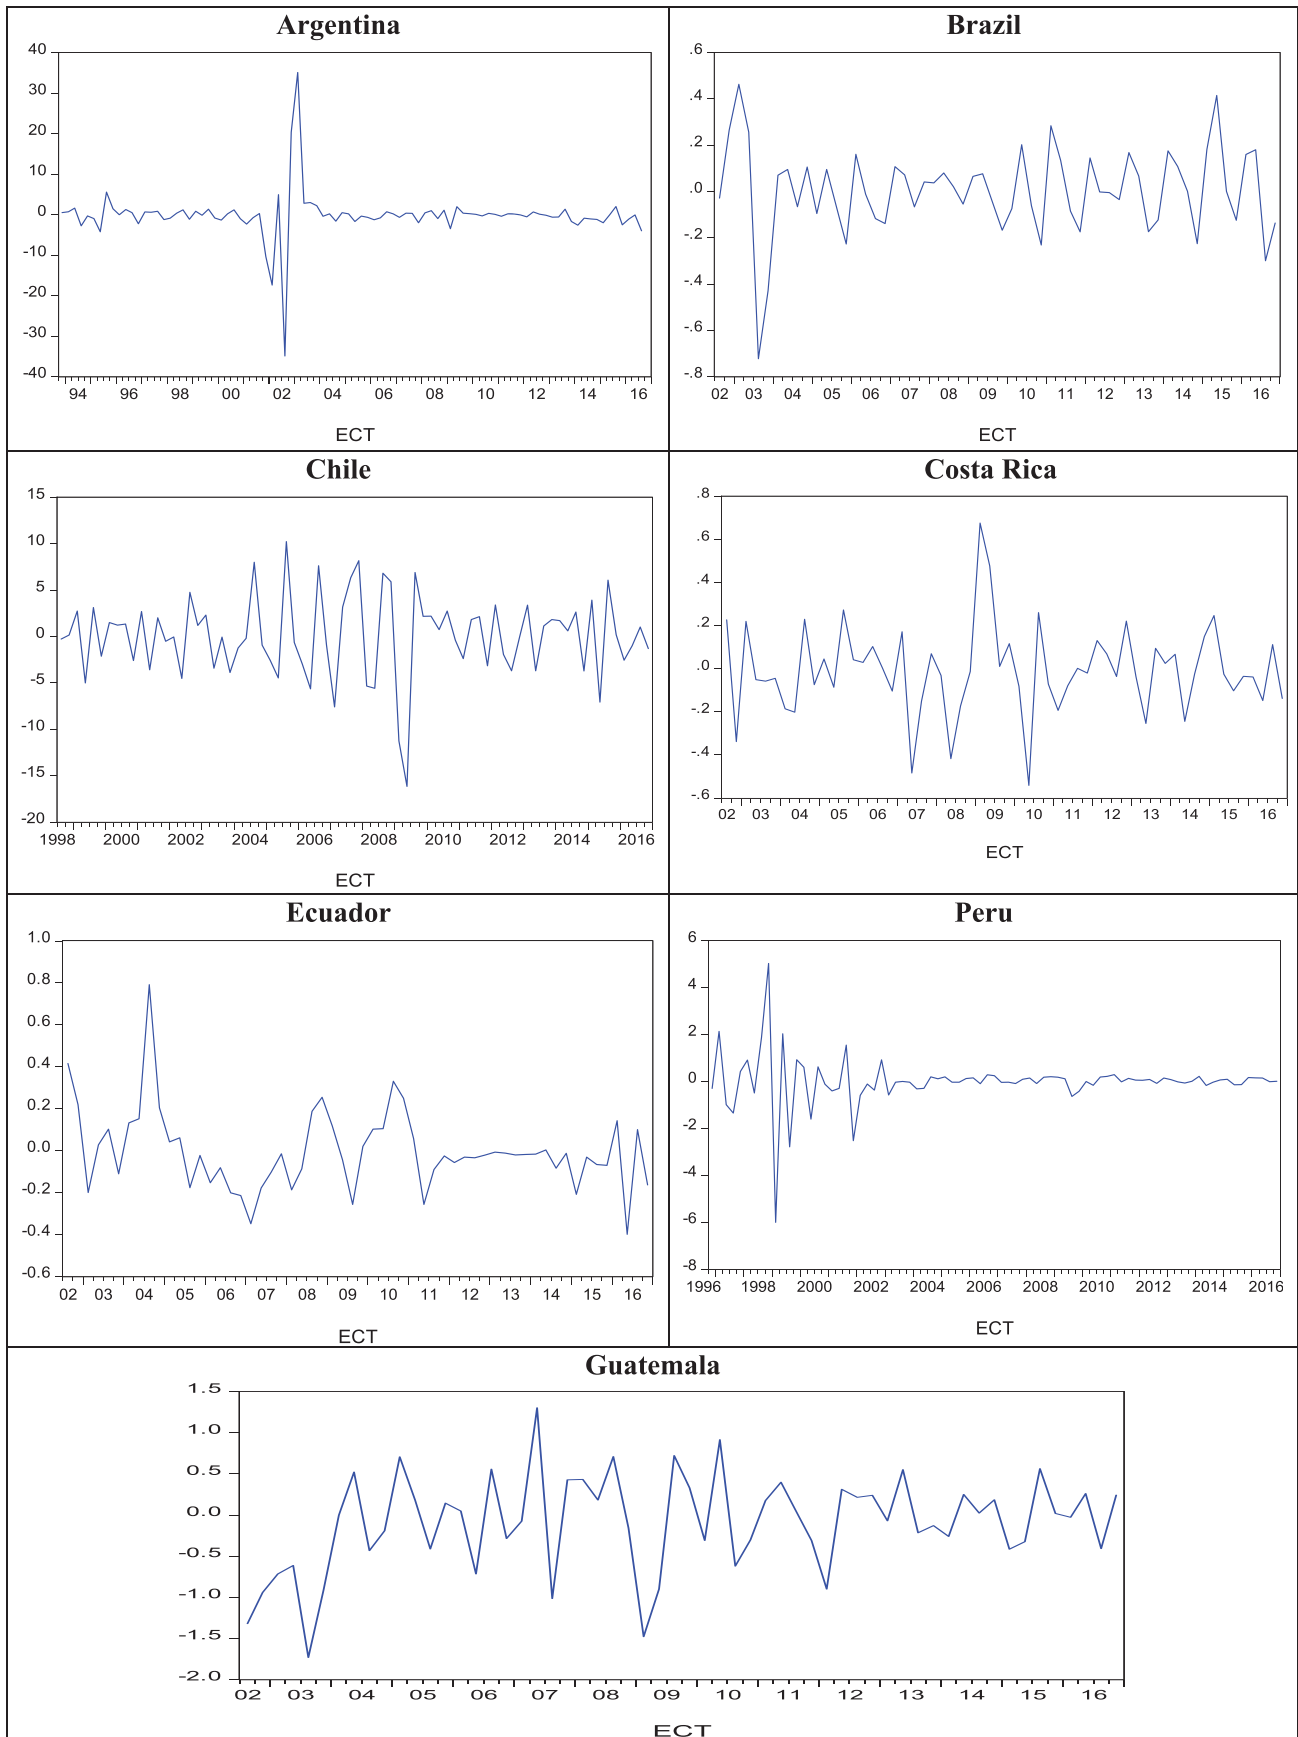 Argentina
40
30
20
10
0
-10
-20
-30
-40
94 96 98 00 02 04 06 08 10 12 14 16
ECT
Brazil
.6
.4
.2
.0
-.2
-.4
-.6
-.8
02 03 04 05 06 07 08 09 10 11 12 13 14 15 16
ECT
Chile
15
10
5
0
-5
-10
-15
-20
1998 2000 2002 2004 2006 2008 2010 2012 2014 2016
ECT
Costa Rica
.8
.6
.4
.2
.0
-.2
-.4
-.6
02 03 04 05 06 07 08 09 10 11 12 13 14 15 16
ECT
Ecuador
1.0
0.8
0.6
0.4
0.2
0.0
-0.2
-0.4
-0.6
02 03 04 05 06 07 08 09 10 11 12 13 14 15 16
ECT
Peru
6
4
2
0
-2
-4
-6
-8
1996 1998 2000 2002 2004 2006 2008 2010 2012 2014 2016
ECT
Guatemala
1.5
1.0
0.5
0.0
-0.5
-1.0
-1.5
-2.0
02 03 04 05 06 07 08 09 10 11 12 13 14 15 16
ECT